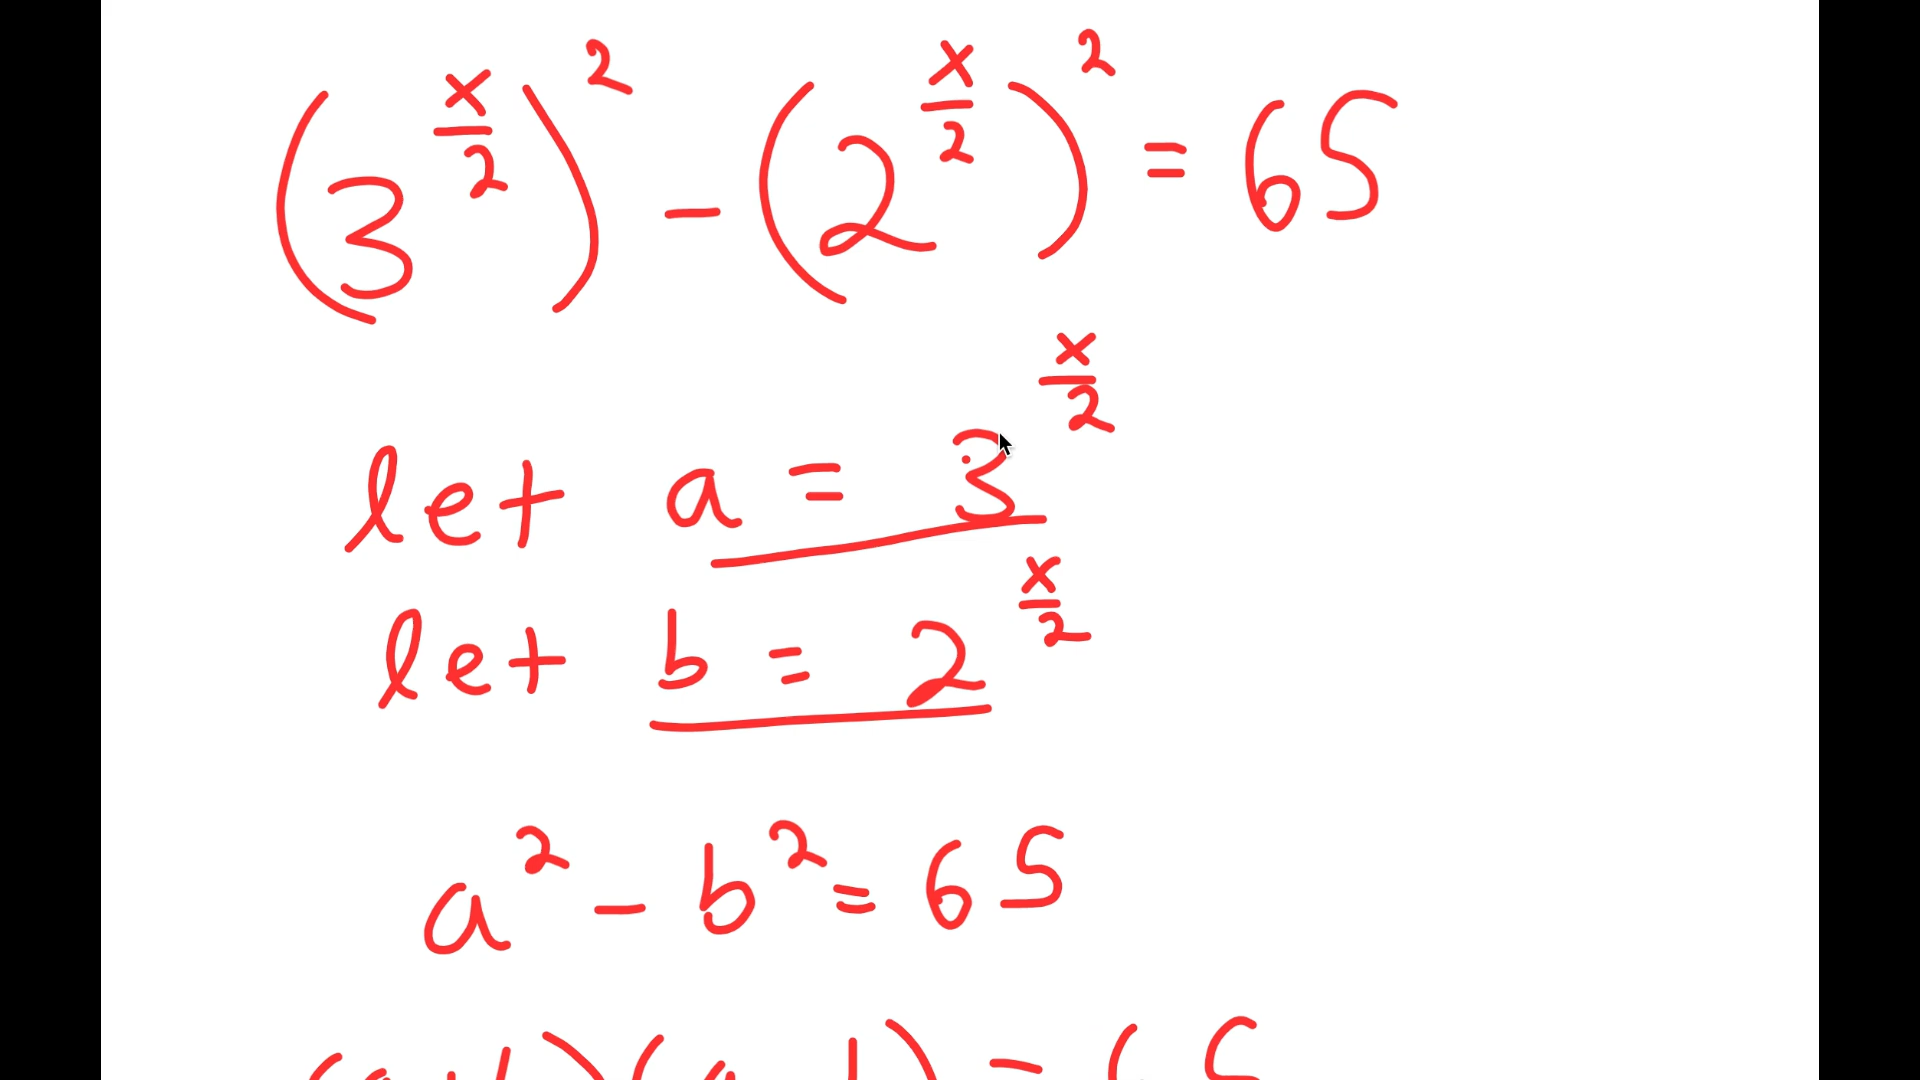 (3^{x/2})^2 - (2^{x/2})^2 = 65
let a = 3^{x/2}
let b = 2^{x/2}
a^2 - b^2 = 65